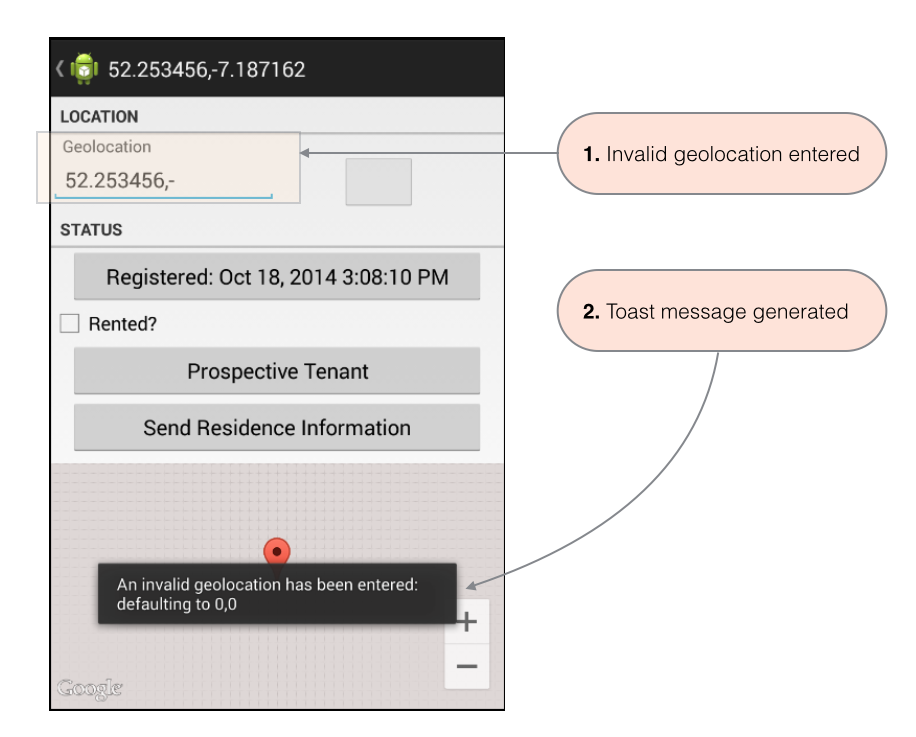 52.253456,-7.187162
LOCATION
Geolocation
52.253456,-
STATUS
Registered: Oct 18, 2014 3:08:10 PM
Rented?
Prospective Tenant
Send Residence Information
An invalid geolocation has been entered:
defaulting to 0,0
+
−
Google
1. Invalid geolocation entered
2. Toast message generated